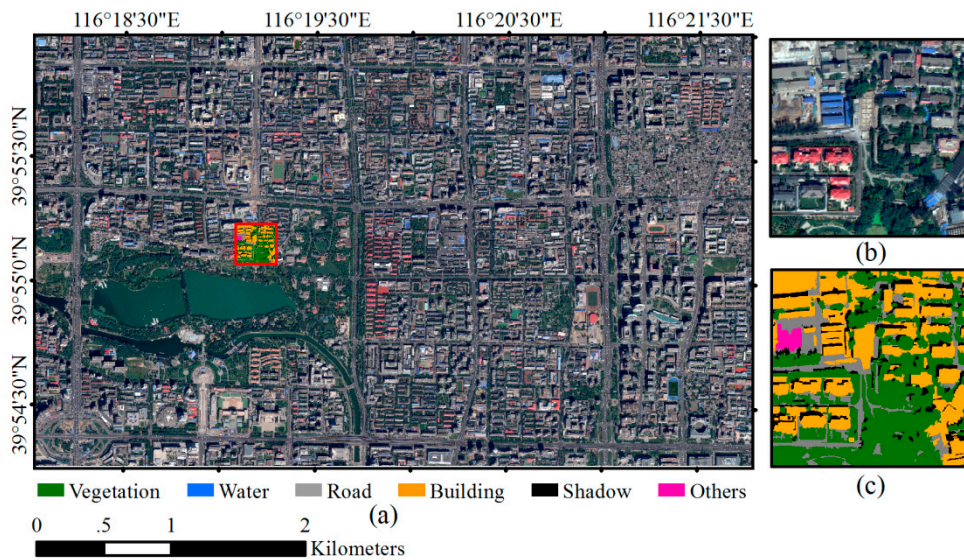 116°18'30"E 116°19'30"E 116°20'30"E 116°21'30"E
39°55'30"N
39°55'0"N
39°54'30"N
(b)
(c)
Vegetation Water Road Building Shadow Others
(a)
0 .5 1 2
Kilometers